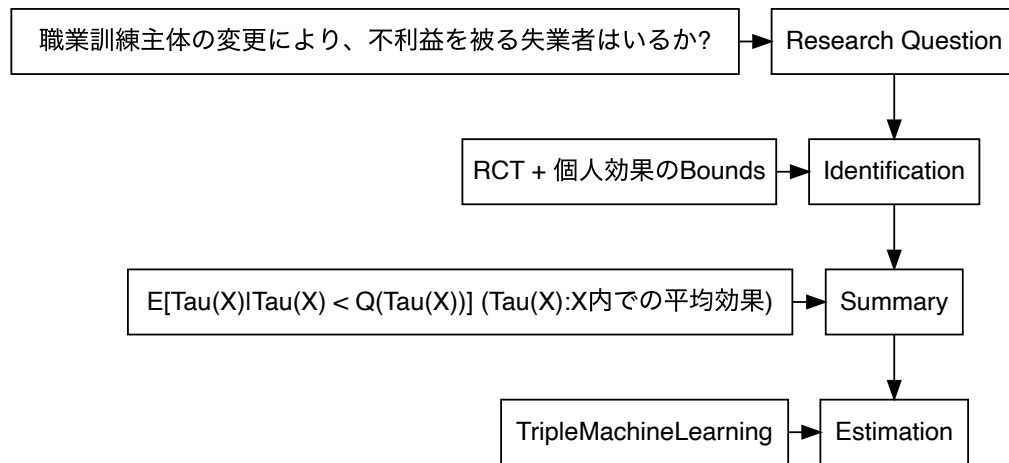 職業訓練主体の変更により、不利益を被る失業者はいるか?
Research Question
RCT + 個人効果のBounds
Identification
E[Tau(X)|Tau(X) < Q(Tau(X))] (Tau(X):X内での平均効果)
Summary
TripleMachineLearning
Estimation